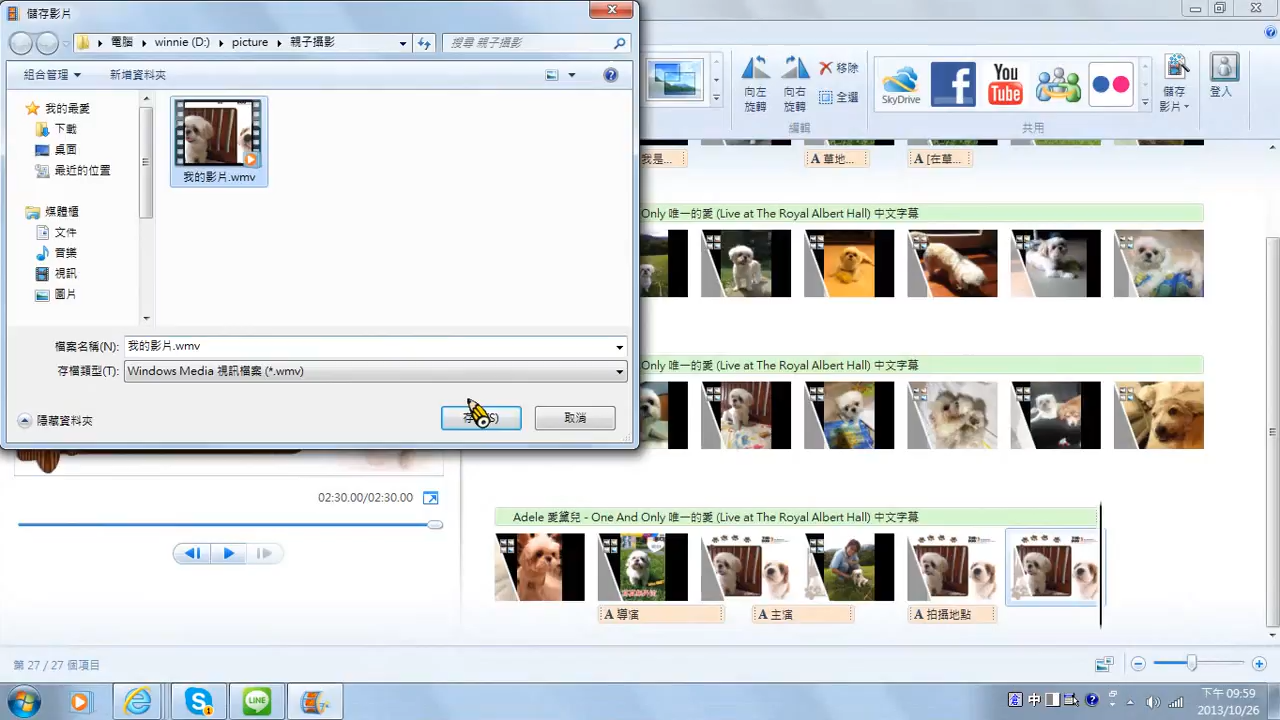 儲存影片
電腦 ▸ winnie (D:) ▸ picture ▸ 親子攝影
搜尋 親子攝影
組合管理
新增資料夾
我的最愛
下載
桌面
最近的位置
媒體櫃
文件
音樂
視訊
圖片
我的影片.wmv
檔案名稱(N):
我的影片.wmv
存檔類型(T):
Windows Media 視訊檔案 (*.wmv)
隱藏資料夾
取消
向左
旋轉
向右
旋轉
移除
全選
編輯
SkyDrive
You
Tube
共用
儲存
影片
登入
我是...
A 草地...
A [在草...
Only 唯一的愛 (Live at The Royal Albert Hall) 中文字幕
Only 唯一的愛 (Live at The Royal Albert Hall) 中文字幕
Adele 愛黛兒 - One And Only 唯一的愛 (Live at The Royal Albert Hall) 中文字幕
A 導演
A 主演
A 拍攝地點
02:30.00/02:30.00
第 27 / 27 個項目
LINE
中
下午 09:59
2013/10/26